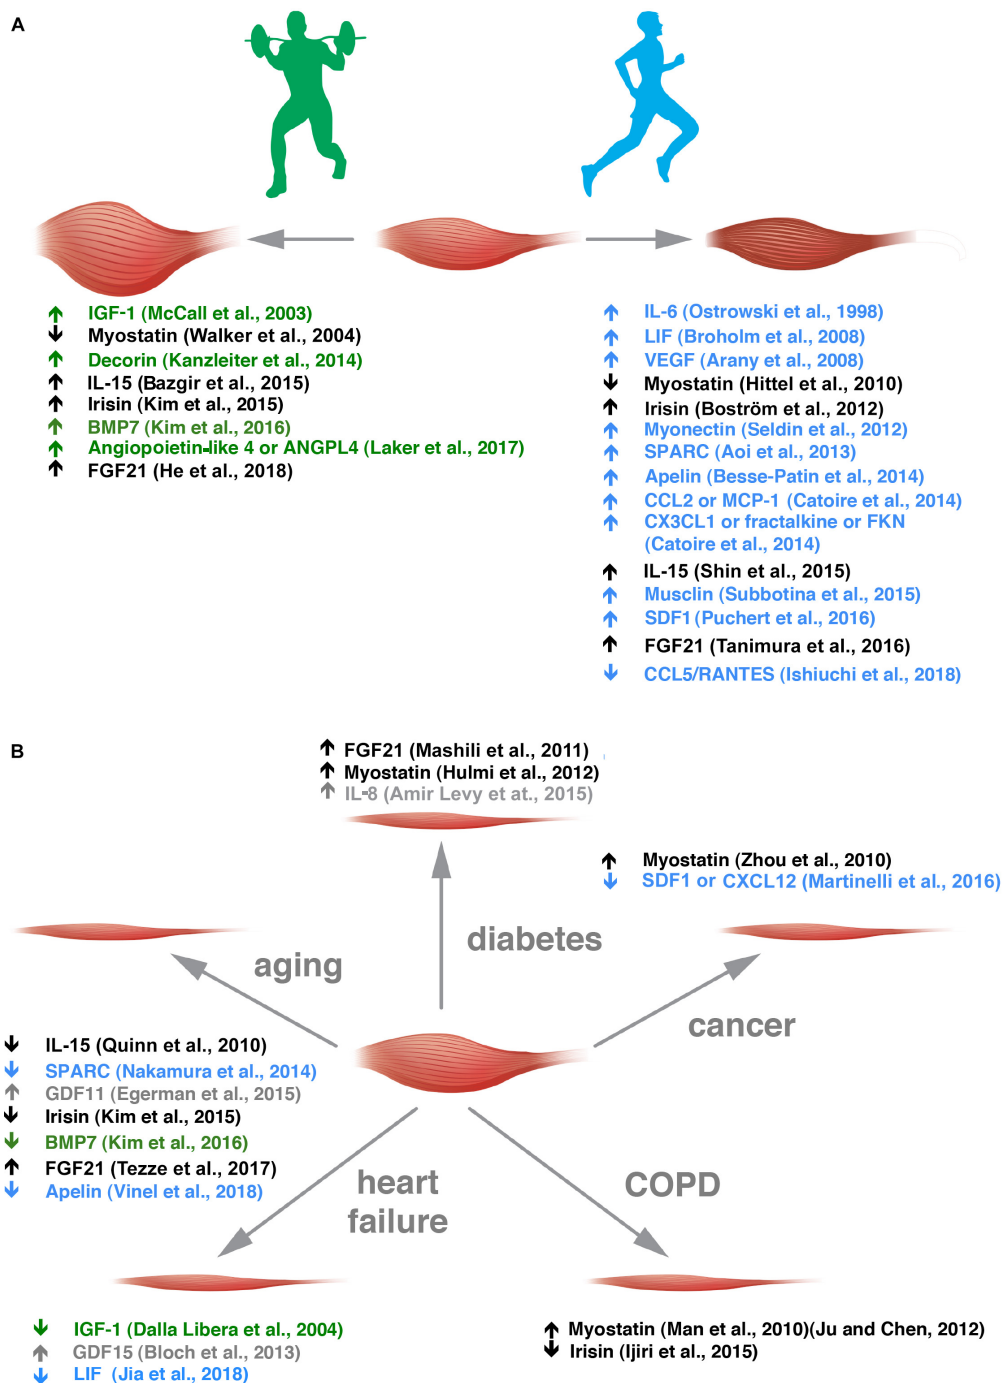 A
↑ IGF-1 (McCall et al., 2003)
↓ Myostatin (Walker et al., 2004)
↑ Decorin (Kanzleiter et al., 2014)
↑ IL-15 (Bazgir et al., 2015)
↑ Irisin (Kim et al., 2015)
↑ BMP7 (Kim et al., 2016)
↑ Angiopoietin-like 4 or ANGPL4 (Laker et al., 2017)
↑ FGF21 (He et al., 2018)
↑ IL-6 (Ostrowski et al., 1998)
↑ LIF (Broholm et al., 2008)
↑ VEGF (Arany et al., 2008)
↓ Myostatin (Hittel et al., 2010)
↑ Irisin (Boström et al., 2012)
↑ Myonectin (Seldin et al., 2012)
↑ SPARC (Aoi et al., 2013)
↑ Apelin (Besse-Patin et al., 2014)
↑ CCL2 or MCP-1 (Catoire et al., 2014)
↑ CX3CL1 or fractalkine or FKN
(Catoire et al., 2014)
↑ IL-15 (Shin et al., 2015)
↑ Musclin (Subbotina et al., 2015)
↑ SDF1 (Puchert et al., 2016)
↑ FGF21 (Tanimura et al., 2016)
↓ CCL5/RANTES (Ishiuchi et al., 2018)
B
↑ FGF21 (Mashili et al., 2011)
↑ Myostatin (Hulmi et al., 2012)
↑ IL-8 (Amir Levy et at., 2015)
↑ Myostatin (Zhou et al., 2010)
↓ SDF1 or CXCL12 (Martinelli et al., 2016)
diabetes
aging
cancer
↓ IL-15 (Quinn et al., 2010)
↓ SPARC (Nakamura et al., 2014)
↑ GDF11 (Egerman et al., 2015)
↓ Irisin (Kim et al., 2015)
↓ BMP7 (Kim et al., 2016)
↑ FGF21 (Tezze et al., 2017)
↓ Apelin (Vinel et al., 2018)
heart
failure
COPD
↓ IGF-1 (Dalla Libera et al., 2004)
↑ GDF15 (Bloch et al., 2013)
↓ LIF (Jia et al., 2018)
↑ Myostatin (Man et al., 2010)(Ju and Chen, 2012)
↓ Irisin (Ijiri et al., 2015)